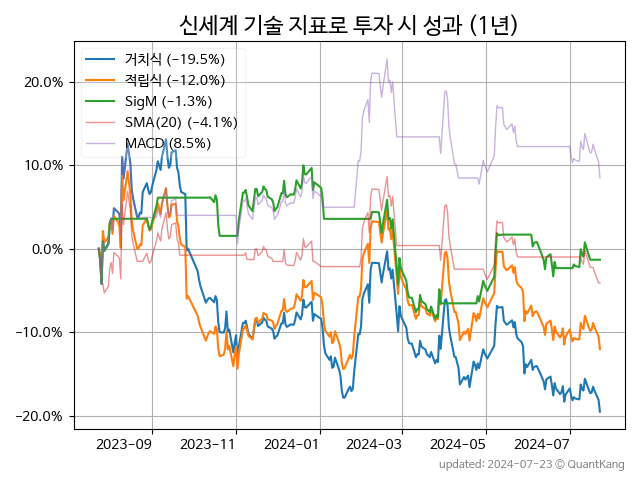 신세계 기술 지표로 투자 시 성과 (1년)
거치식 (−19.5%)
적립식 (−12.0%)
SigM (−1.3%)
SMA(20) (−4.1%)
MACD (8.5%)
20.0%
10.0%
0.0%
−10.0%
−20.0%
2023-09 2023-11 2024-01 2024-03 2024-05 2024-07
updated: 2024-07-23 © QuantKang